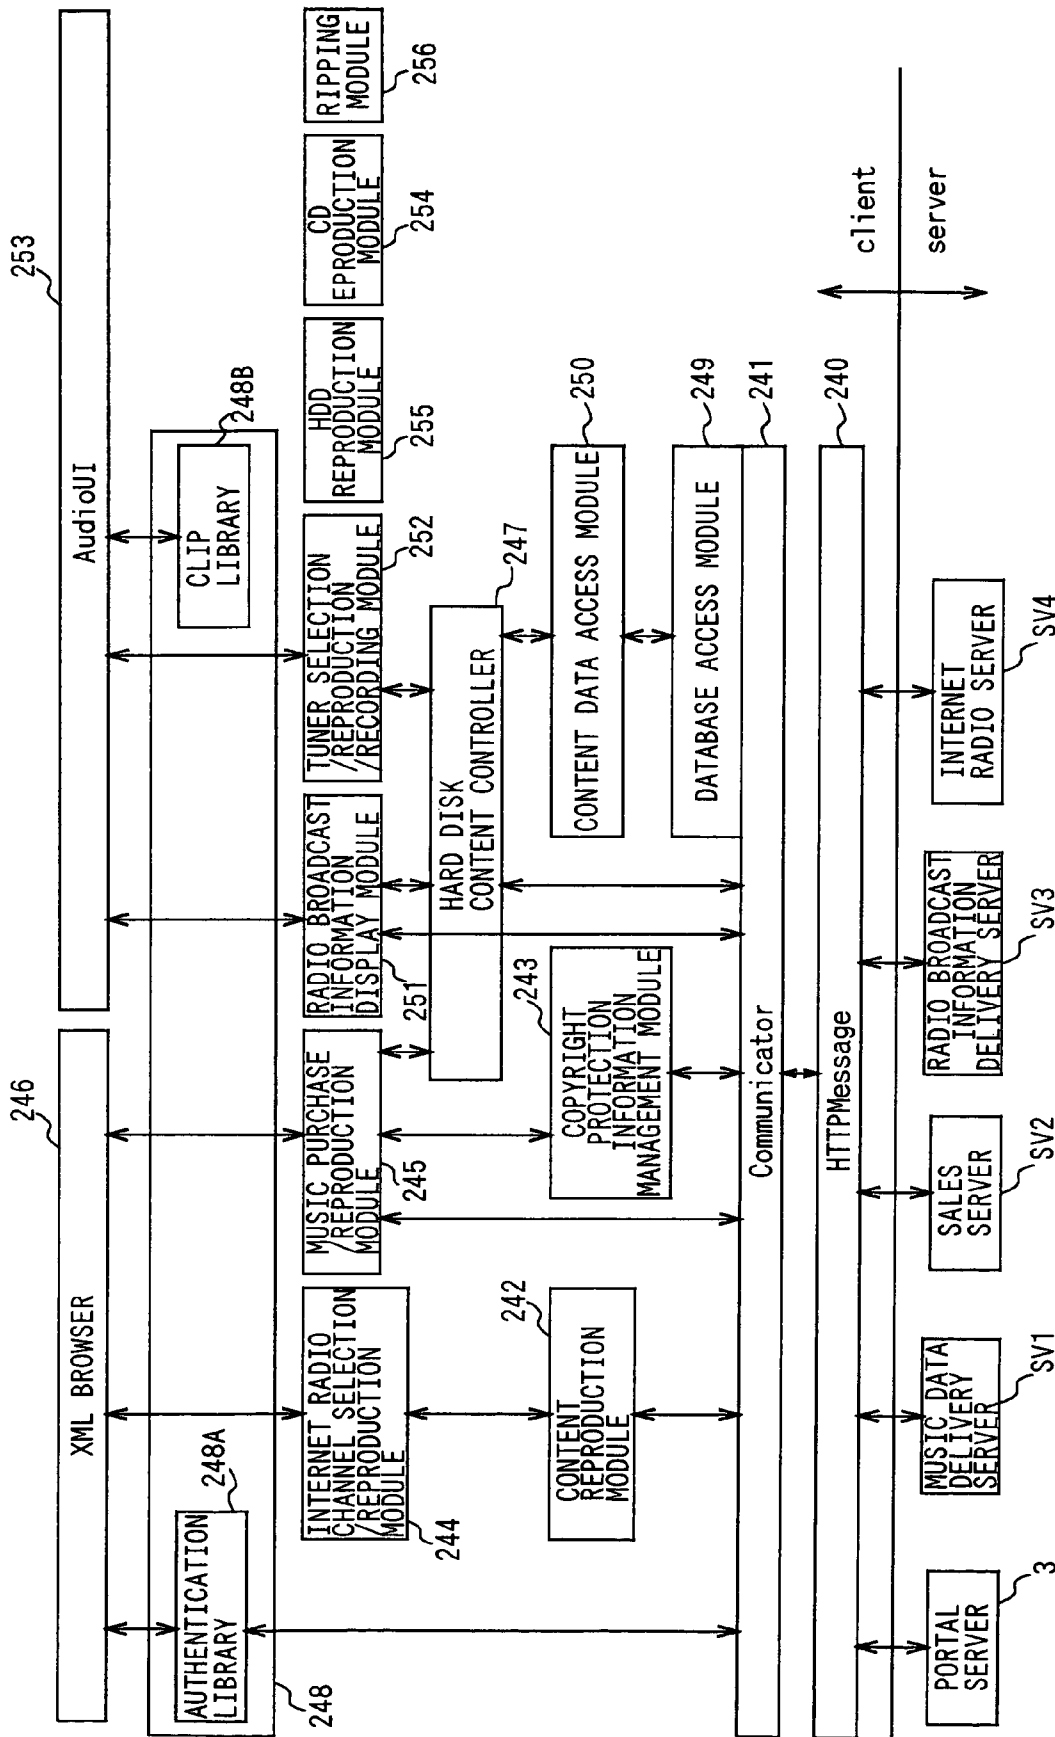 246
253
XML BROWSER
AudioUI
248A
248B
AUTHENTICATION
LIBRARY
CLIP
LIBRARY
248
INTERNET RADIO
CHANNEL SELECTION
/REPRODUCTION
MODULE
244
MUSIC PURCHASE
/REPRODUCTION
MODULE
245
RADIO BROADCAST
INFORMATION
DISPLAY MODULE
251
TUNER SELECTION
/REPRODUCTION
/RECORDING MODULE
252
HDD
REPRODUCTION
MODULE
255
CD
EPRODUCTION
MODULE
254
RIPPING
MODULE
256
HARD DISK
CONTENT CONTROLLER
247
242
CONTENT
REPRODUCTION
MODULE
243
COPYRIGHT
PROTECTION
INFORMATION
MANAGEMENT MODULE
CONTENT DATA ACCESS MODULE
250
DATABASE ACCESS MODULE
249
Communicator
241
HTTPMessage
240
client
server
PORTAL
SERVER
3
MUSIC DATA
DELIVERY
SERVER
SV1
SALES
SERVER
SV2
RADIO BROADCAST
INFORMATION
DELIVERY SERVER
SV3
INTERNET
RADIO SERVER
SV4